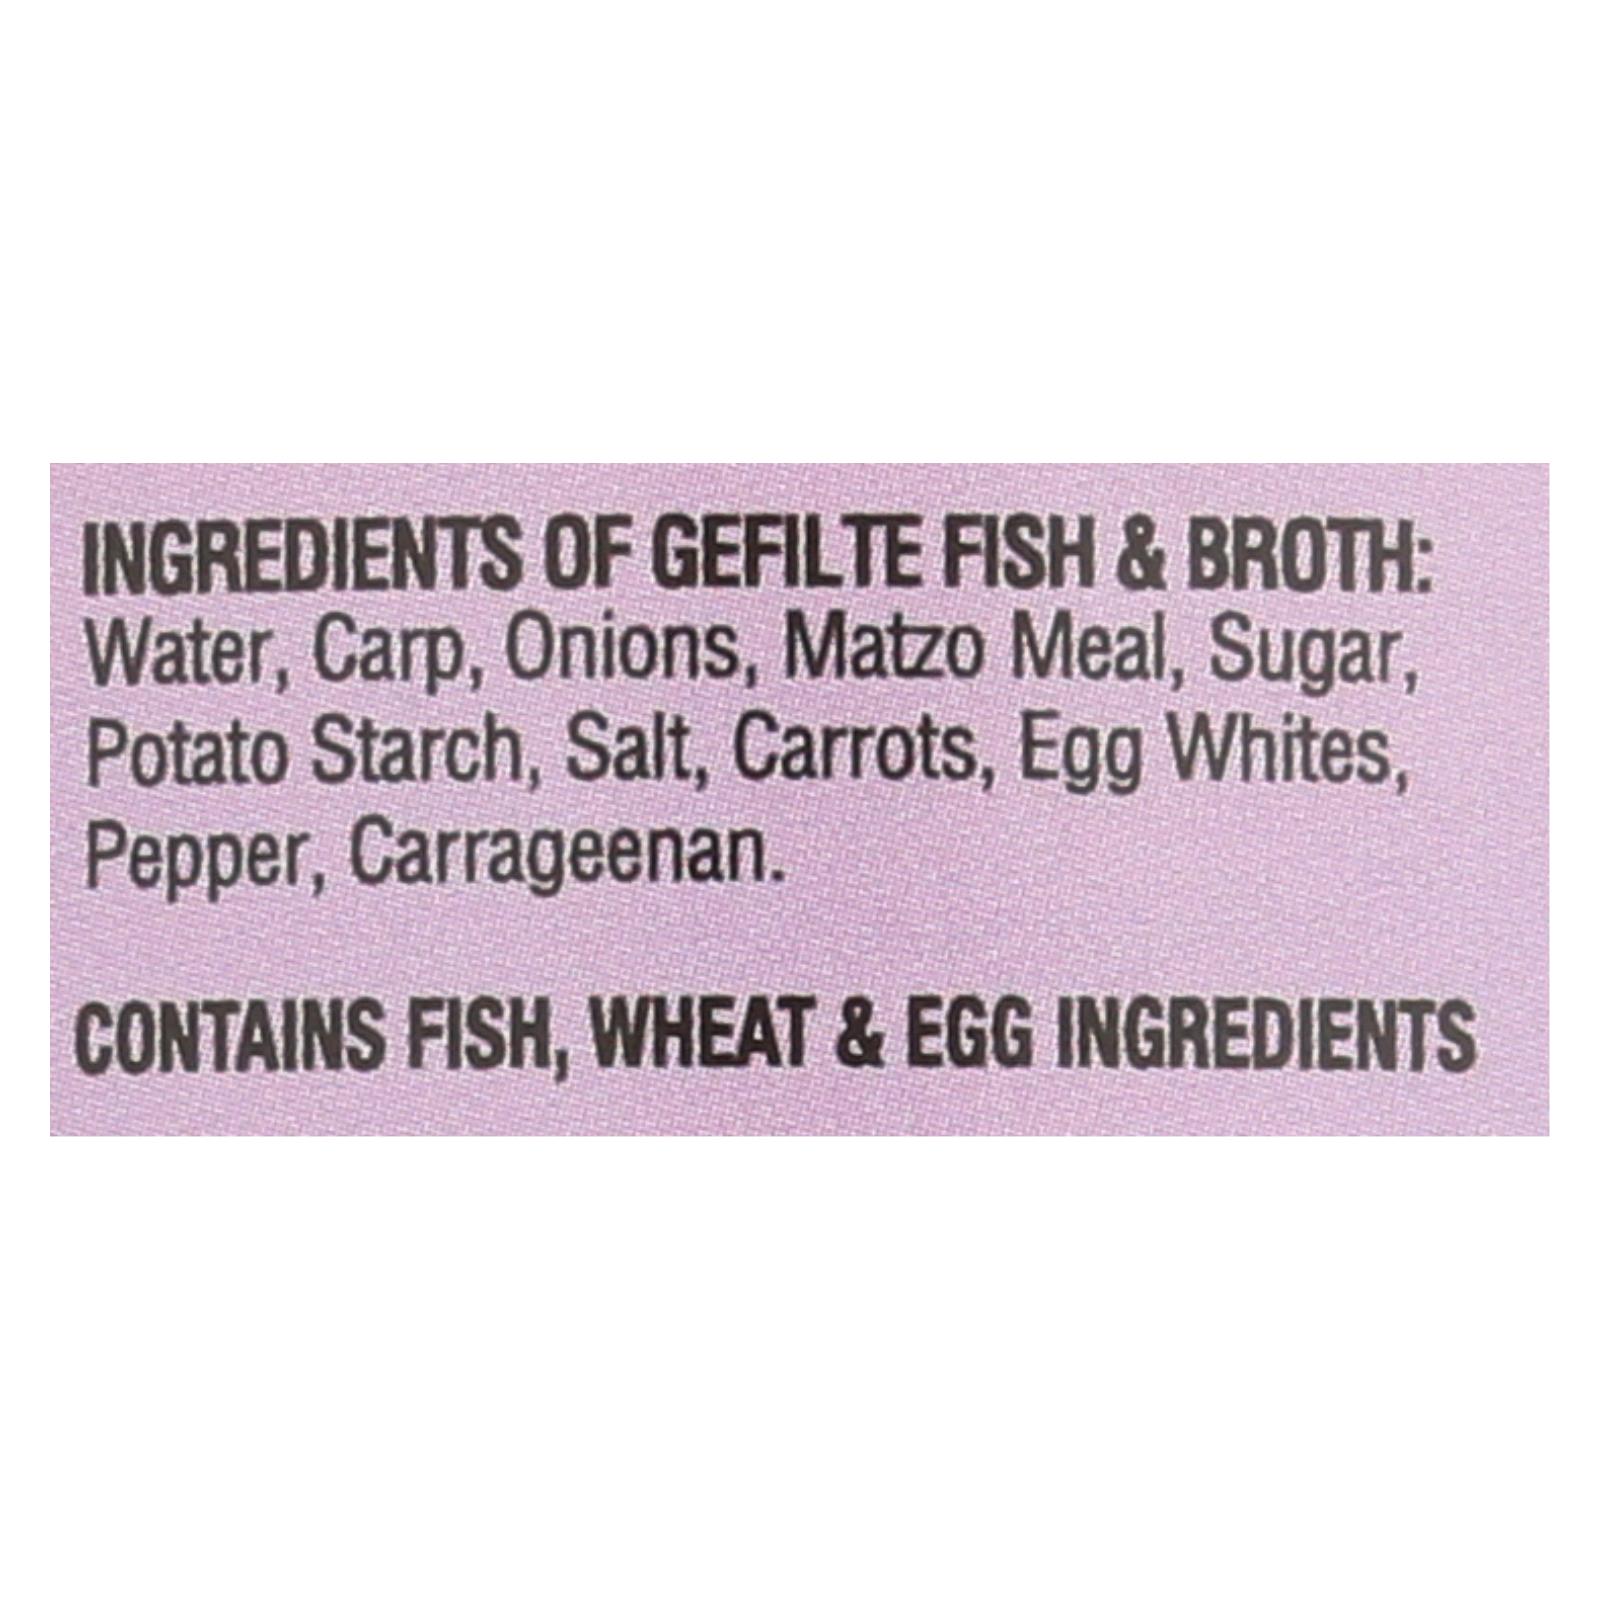 INGREDIENTS OF GEFILTE FISH & BROTH:
Water, Carp, Onions, Matzo Meal, Sugar,
Potato Starch, Salt, Carrots, Egg Whites,
Pepper, Carrageenan.
CONTAINS FISH, WHEAT & EGG INGREDIENTS